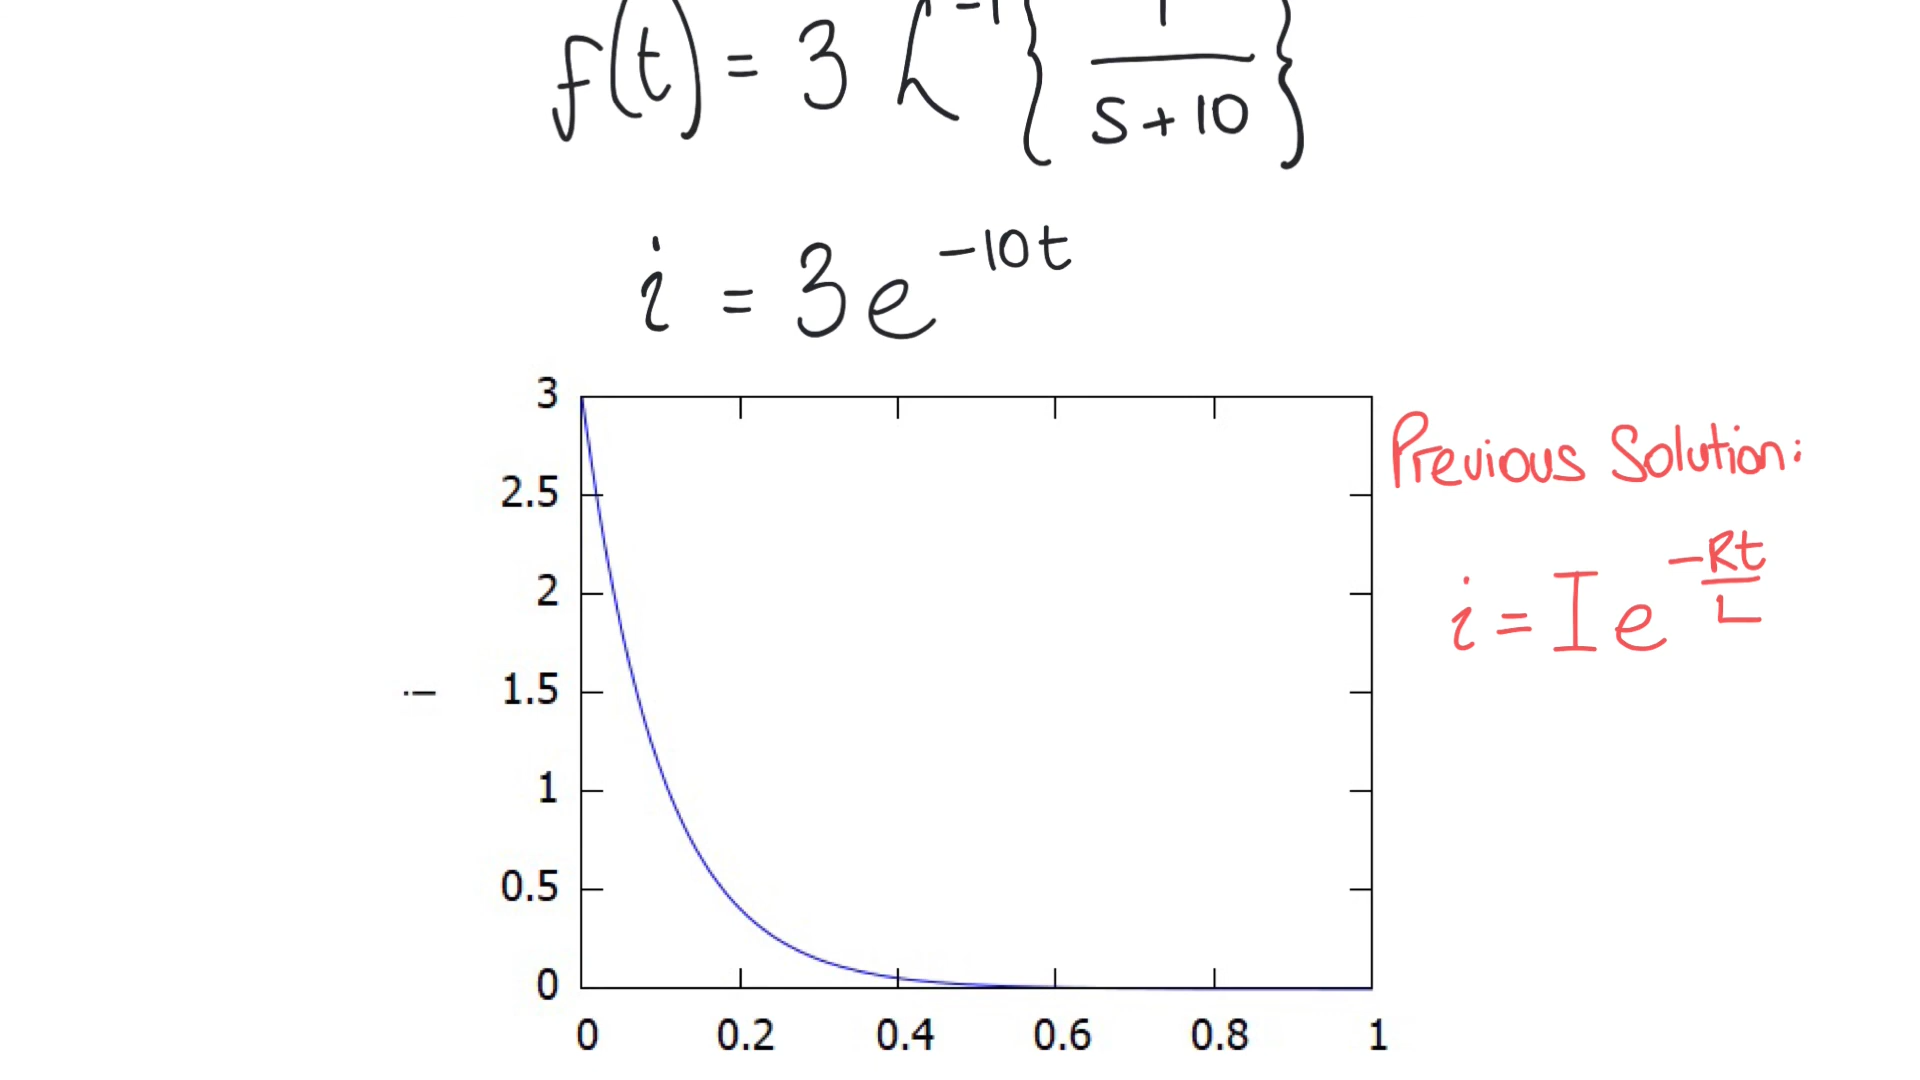 f(t) = 3 L⁻¹ { 1 / (s+10) }
i = 3e^(-10t)
3
2.5
2
1.5
1
0.5
0
i
0 0.2 0.4 0.6 0.8 1
Previous Solution:
i = I e^(-Rt/L)